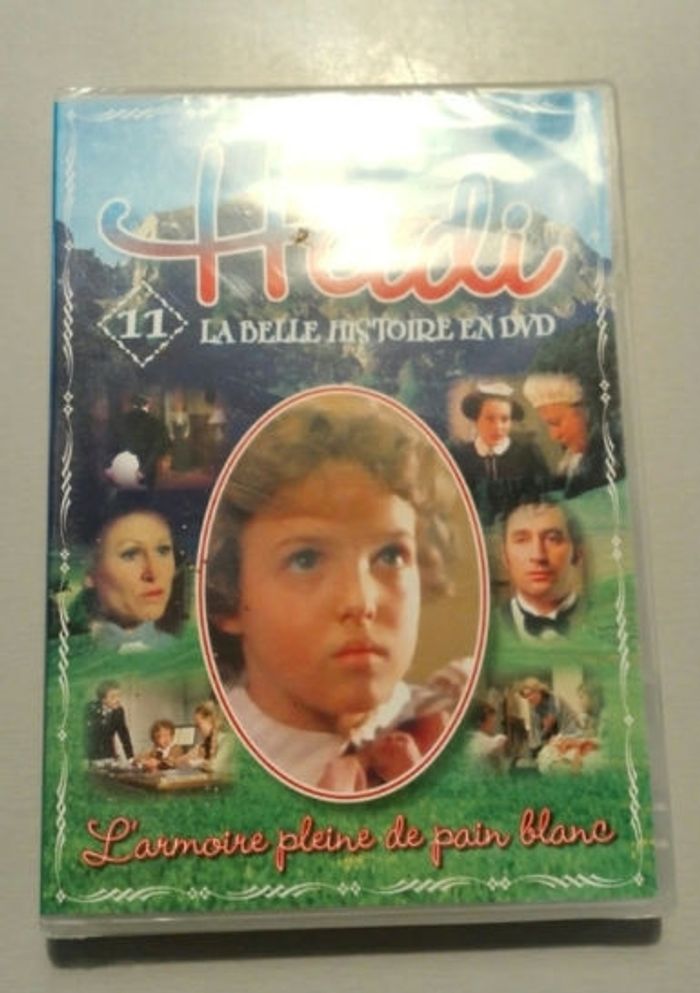 Heidi
11
LA BELLE HISTOIRE EN DVD
L'armoire pleine de pain blanc